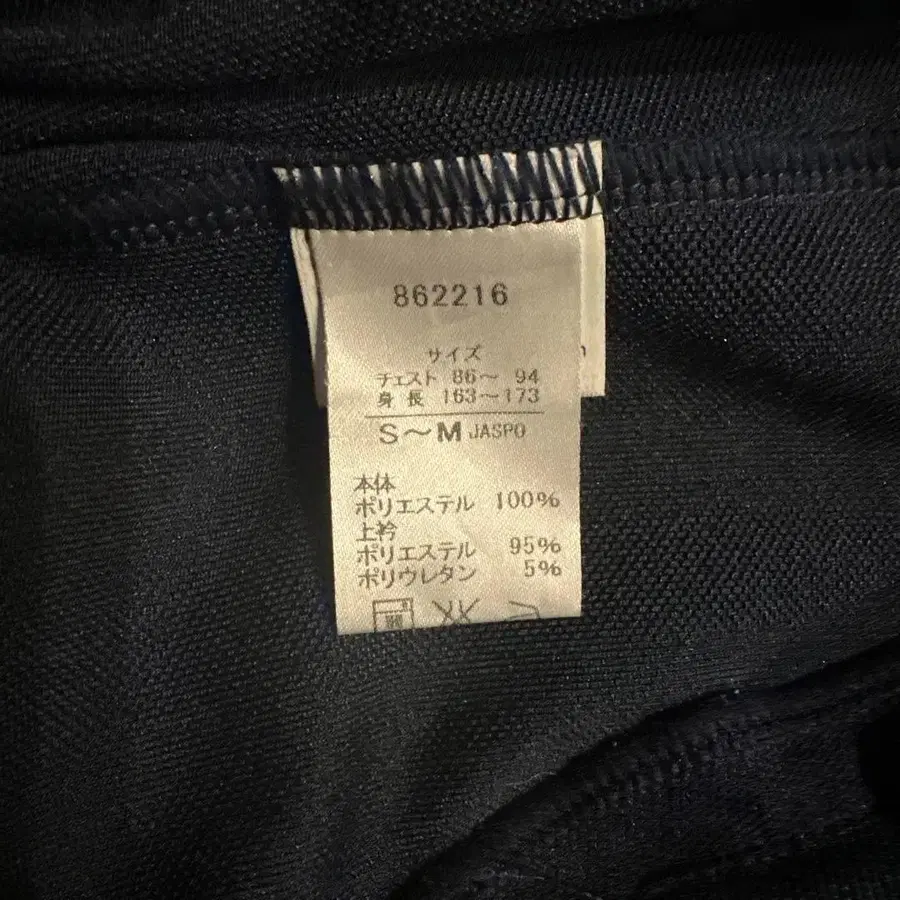 862216
サイズ
チェスト 86〜 94
身長 163〜173
S〜M JASPO
本体
ポリエステル 100%
上衿
ポリエステル 95%
ポリウレタン 5%